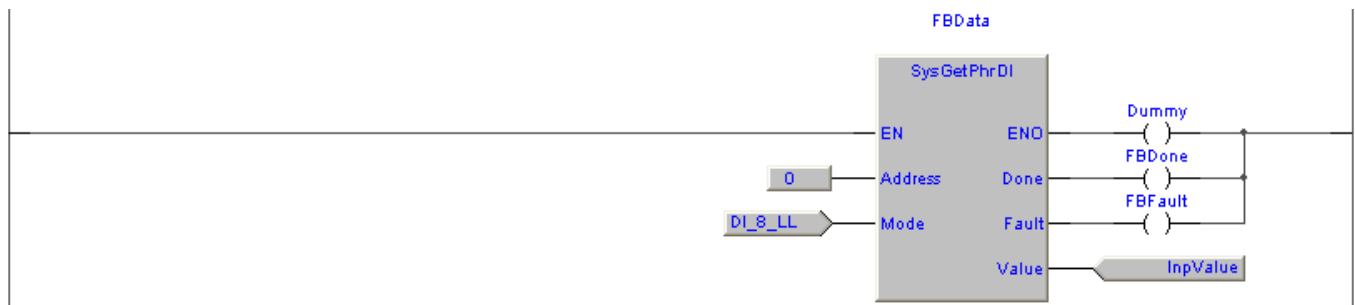 FBData
SysGetPhrDI
Dummy
EN ENO
FBDone
0 Address Done
FBFault
DI_8_LL Mode Fault
Value InpValue